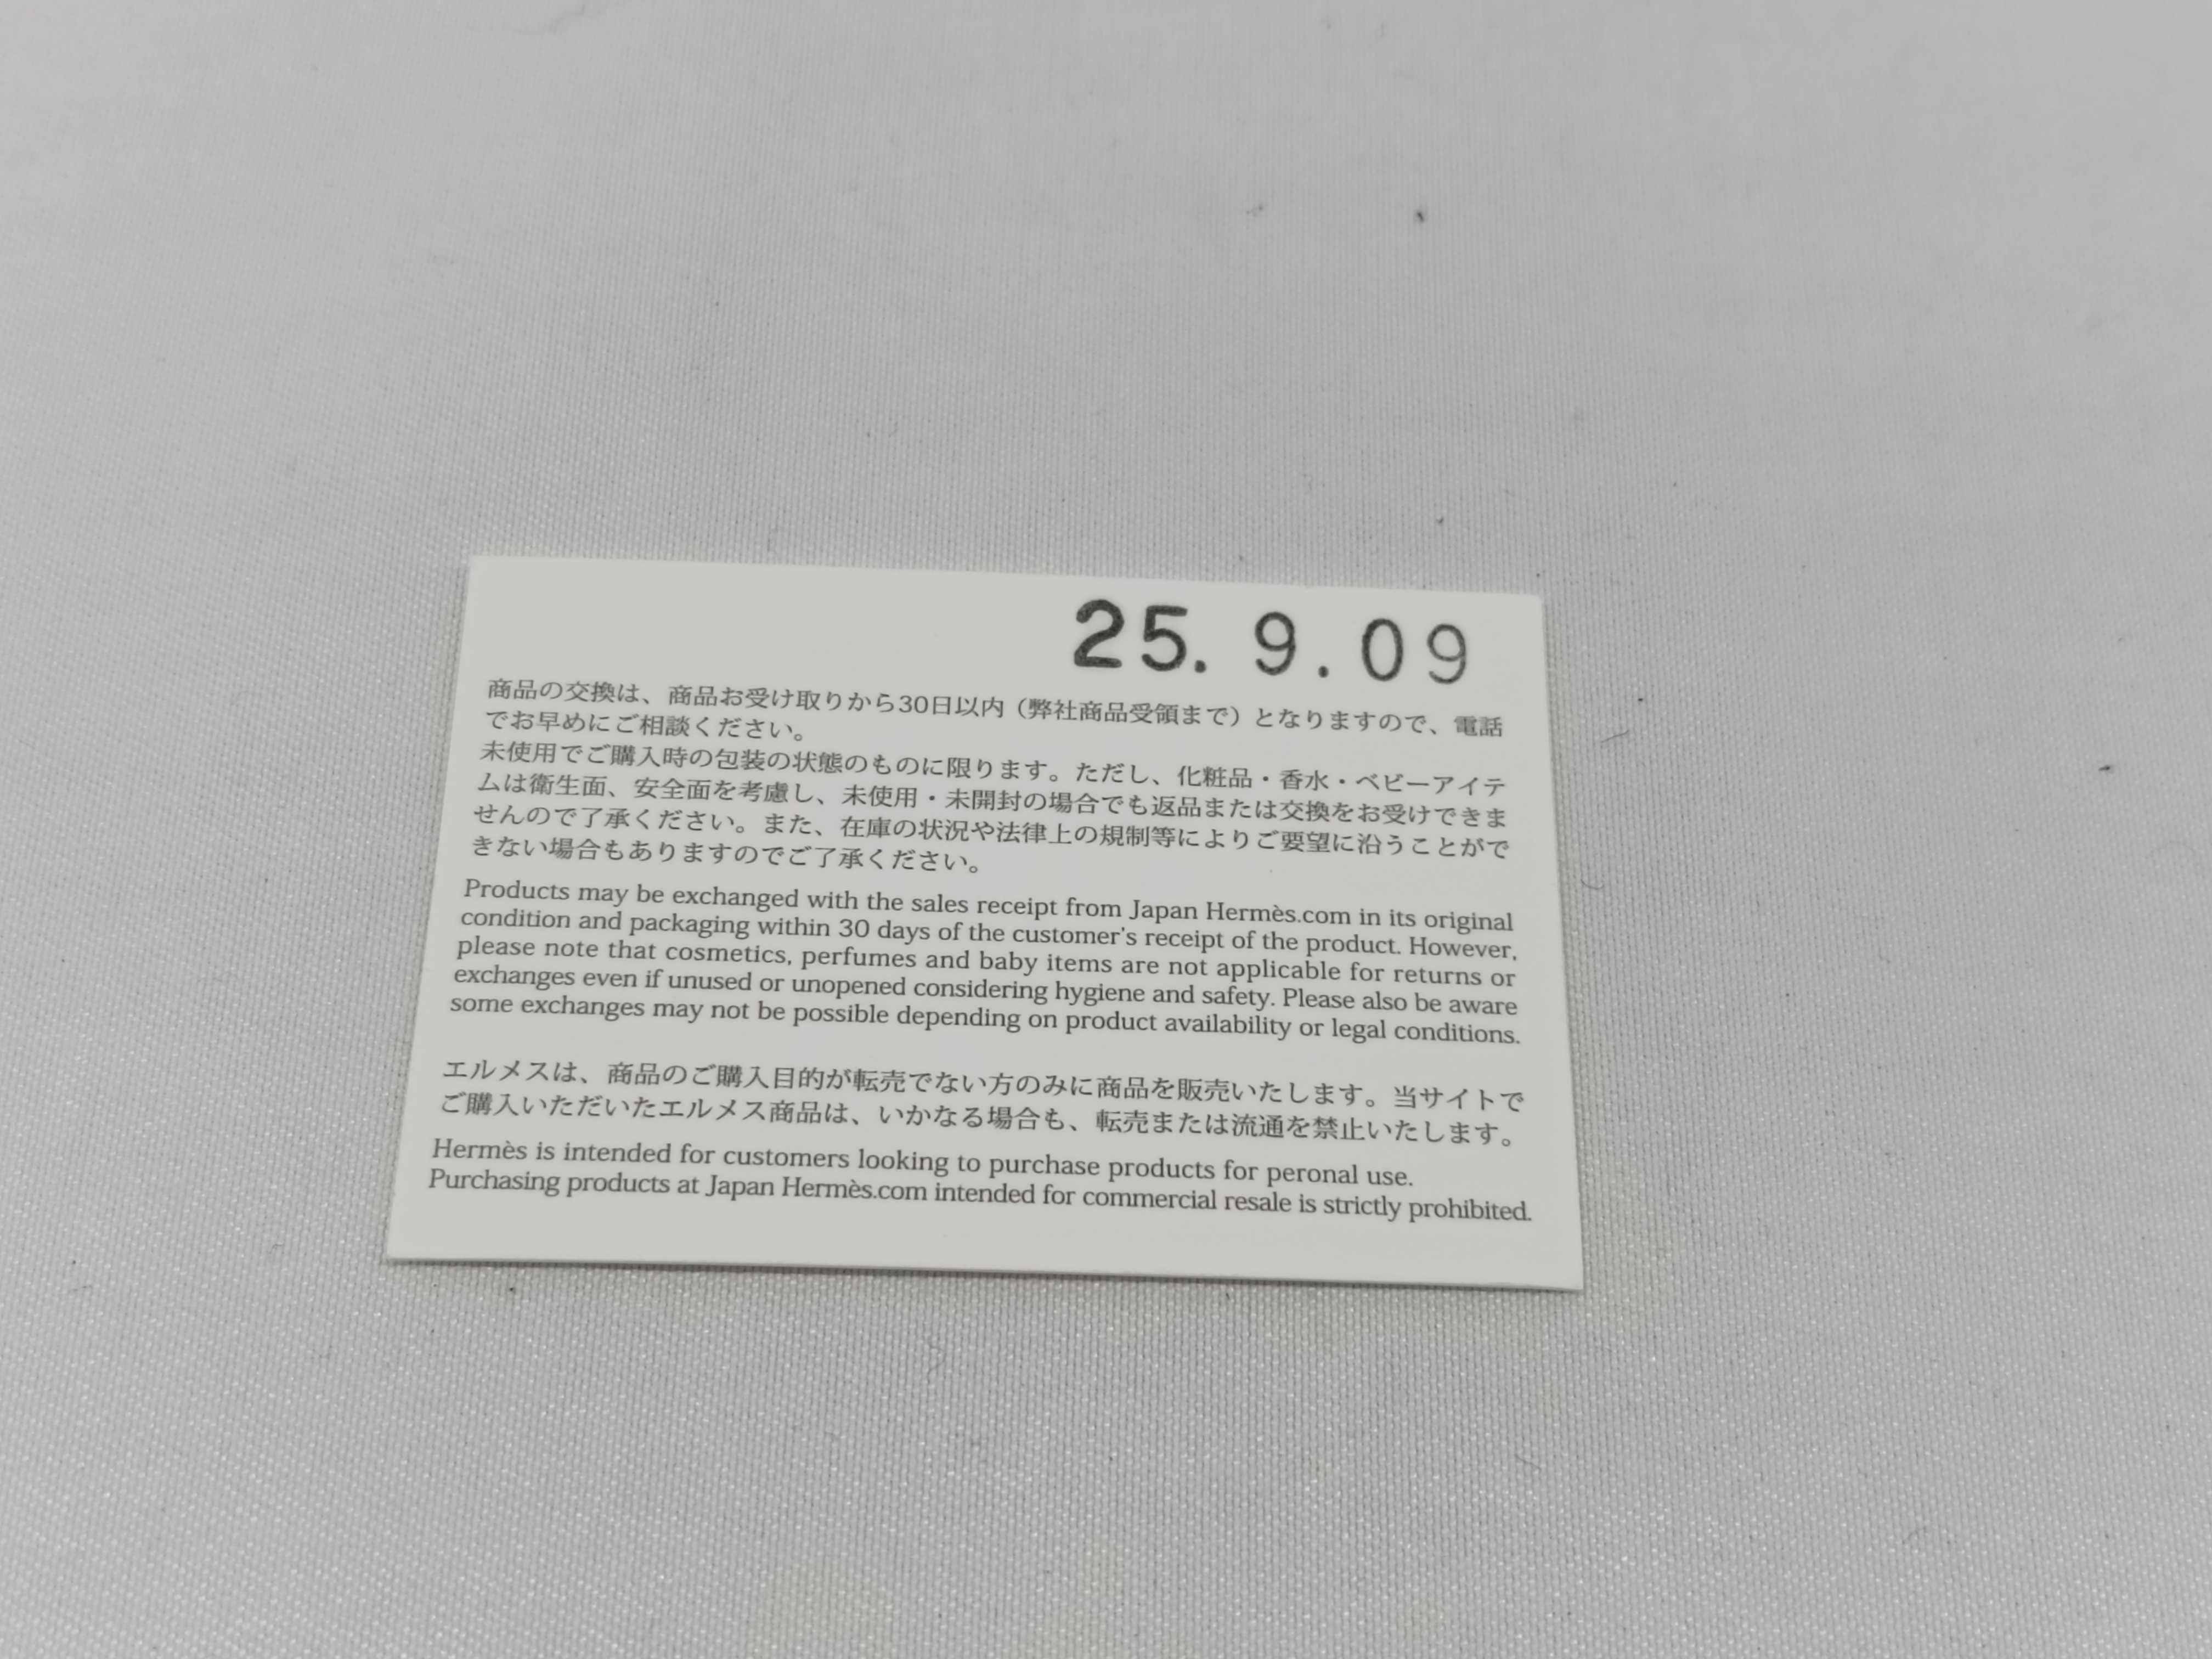 25. 9. 09
商品の交換は、商品お受け取りから30日以内（弊社商品受領まで）となりますので、電話
でお早めにご相談ください。
未使用でご購入時の包装の状態のものに限ります。ただし、化粧品・香水・ベビーアイテ
ムは衛生面、安全面を考慮し、未使用・未開封の場合でも返品または交換をお受けできま
せんので了承ください。また、在庫の状況や法律上の規制等によりご要望に沿うことがで
きない場合もありますのでご了承ください。
Products may be exchanged with the sales receipt from Japan Hermès.com in its original
condition and packaging within 30 days of the customer's receipt of the product. However,
please note that cosmetics, perfumes and baby items are not applicable for returns or
exchanges even if unused or unopened considering hygiene and safety. Please also be aware
some exchanges may not be possible depending on product availability or legal conditions.
エルメスは、商品のご購入目的が転売でない方のみに商品を販売いたします。当サイトで
ご購入いただいたエルメス商品は、いかなる場合も、転売または流通を禁止いたします。
Hermès is intended for customers looking to purchase products for peronal use.
Purchasing products at Japan Hermès.com intended for commercial resale is strictly prohibited.